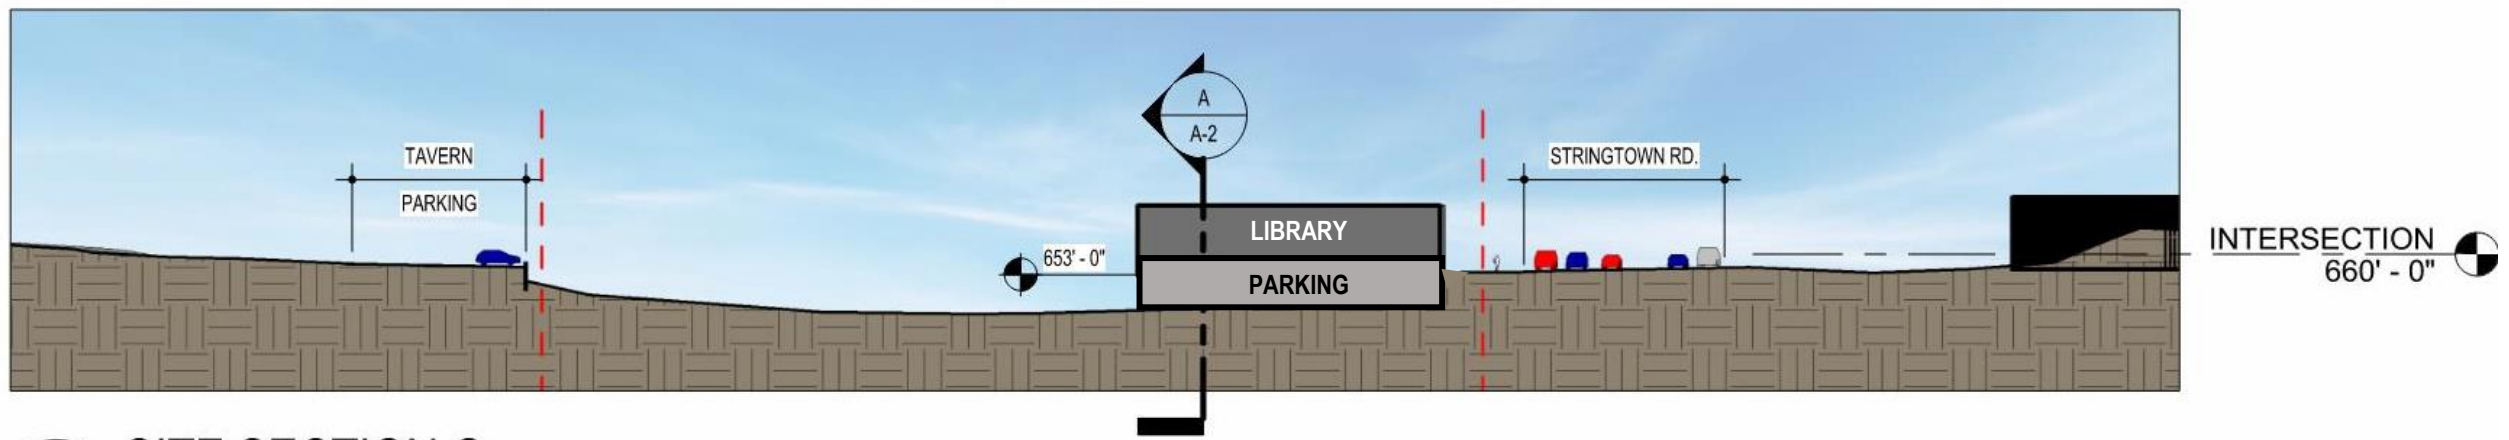 A
A-2
TAVERN
PARKING
STRINGTOWN RD.
LIBRARY
653' - 0"
PARKING
INTERSECTION
660' - 0"